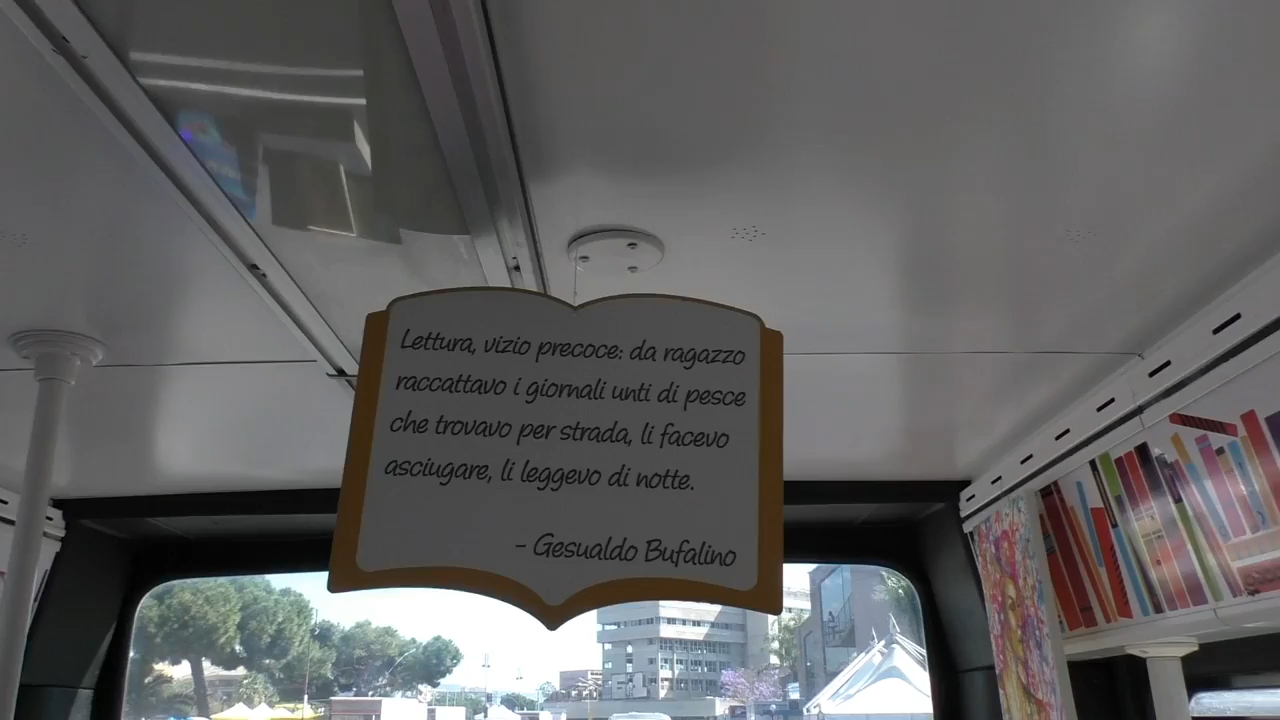 Lettura, vizio precoce: da ragazzo
raccattavo i giornali unti di pesce
che trovavo per strada, li facevo
asciugare, li leggevo di notte.
- Gesualdo Bufalino